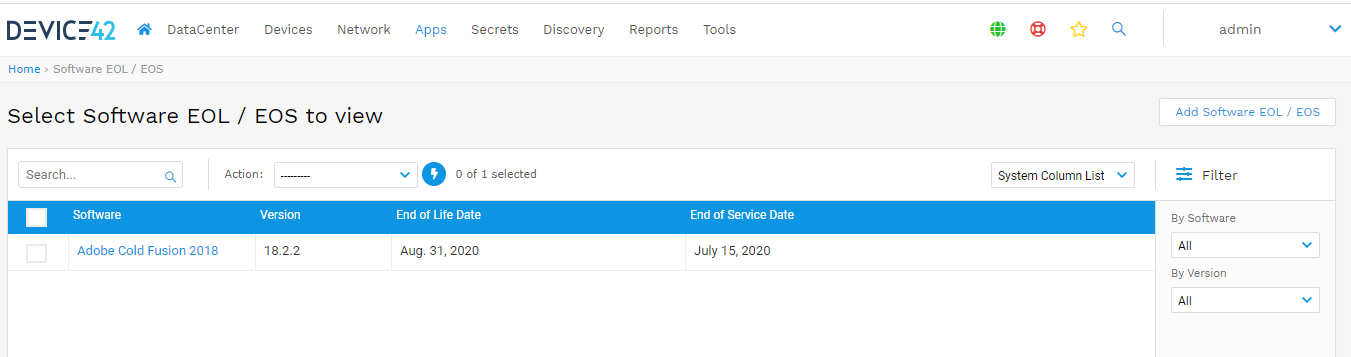 DEVICE42 DataCenter Devices Network Apps Secrets Discovery Reports Tools admin
Home › Software EOL / EOS
Select Software EOL / EOS to view
Add Software EOL / EOS
Search... Action: --------- 0 of 1 selected System Column List Filter
Software Version End of Life Date End of Service Date
Adobe Cold Fusion 2018 18.2.2 Aug. 31, 2020 July 15, 2020
By Software
All
By Version
All